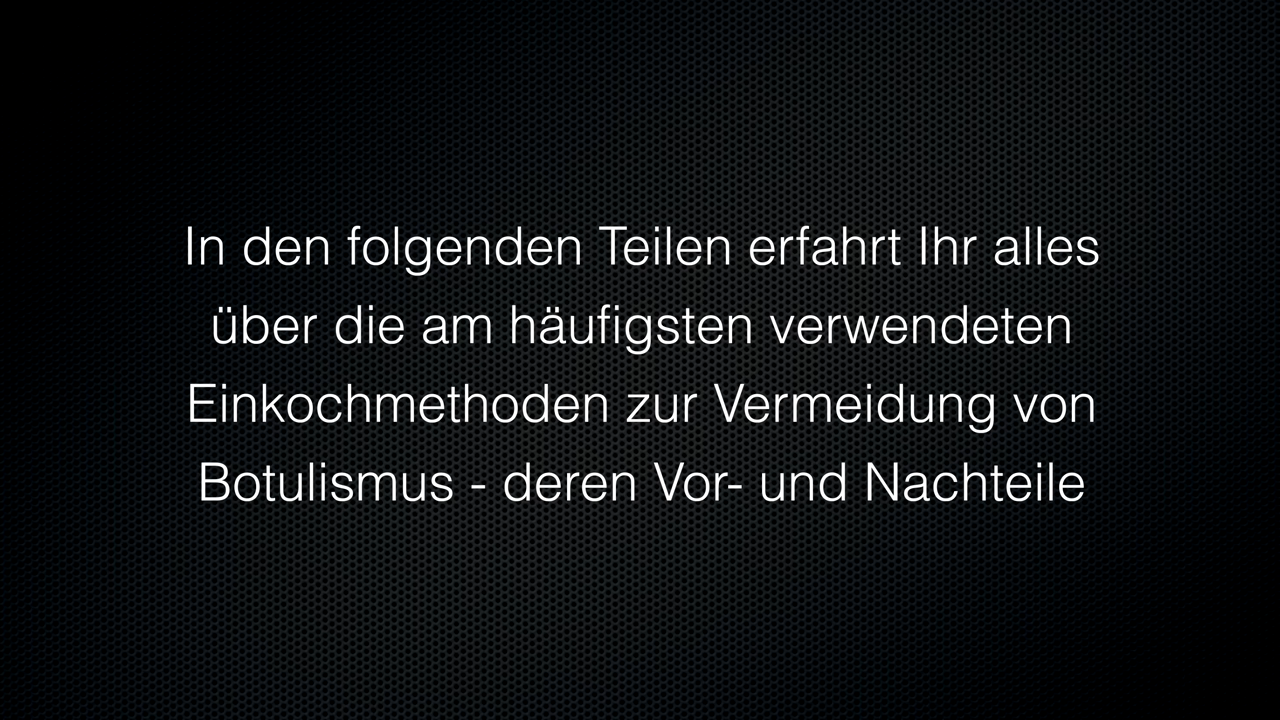 In den folgenden Teilen erfahrt Ihr alles
über die am häufigsten verwendeten
Einkochmethoden zur Vermeidung von
Botulismus - deren Vor- und Nachteile